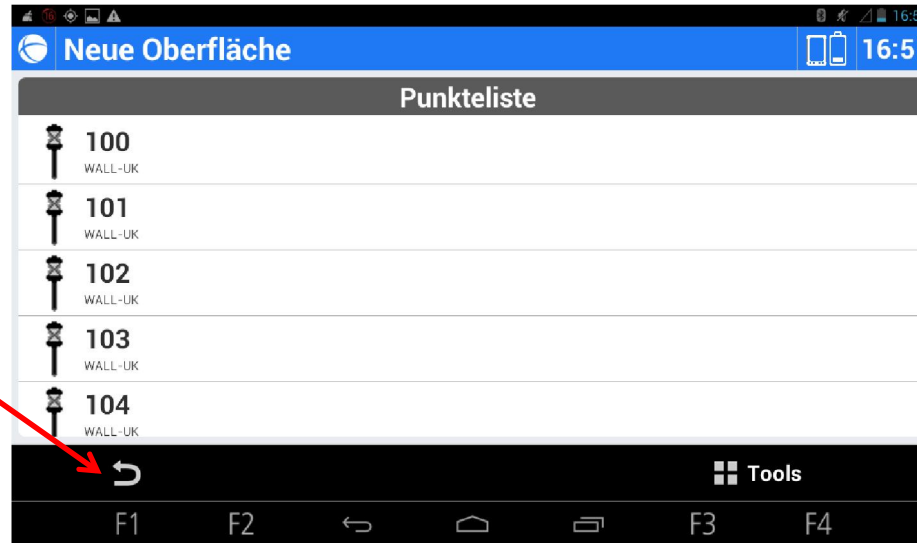 16:5
Neue Oberfläche
16:5
Punkteliste
100
WALL-UK
101
WALL-UK
102
WALL-UK
103
WALL-UK
104
WALL-UK
Tools
F1 F2 F3 F4